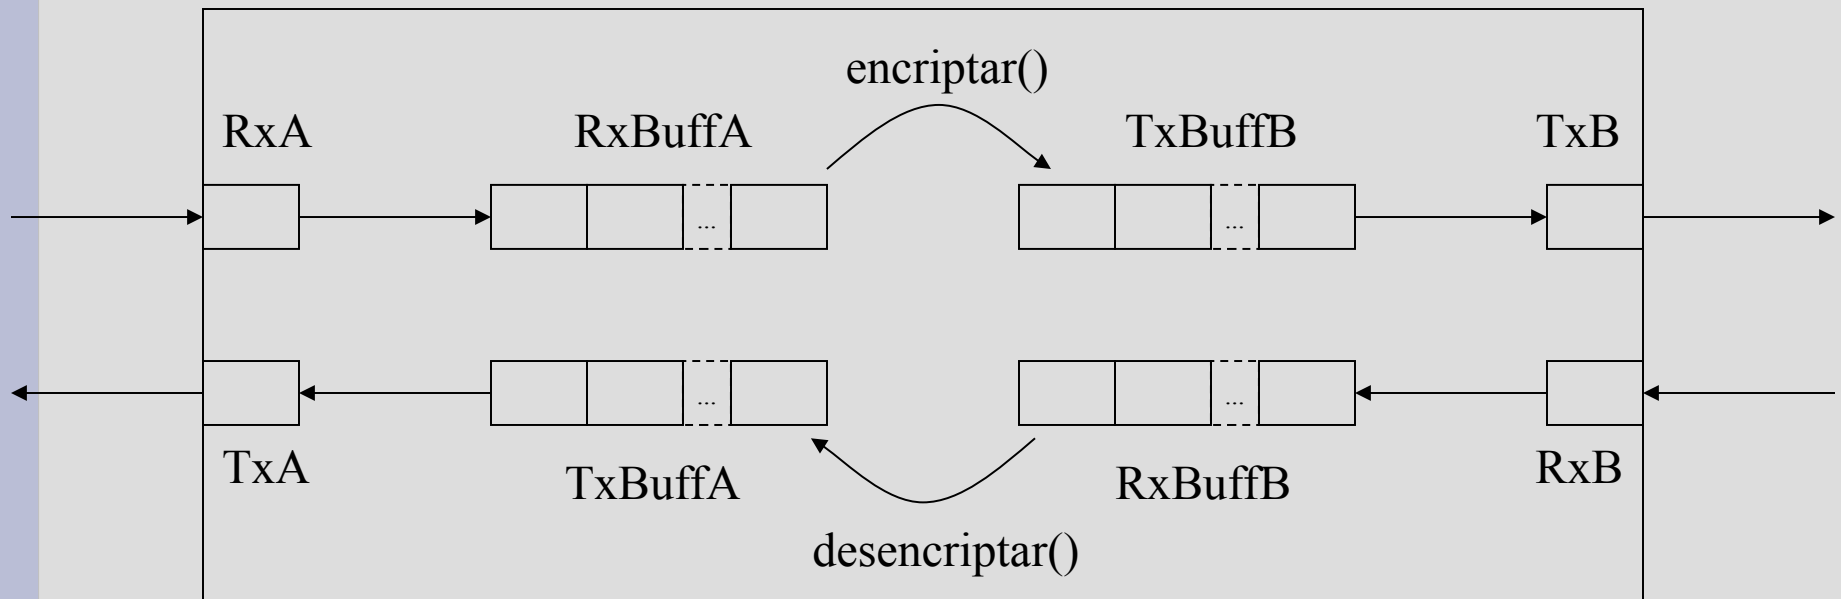 encriptar()
RxA
RxBuffA
TxBuffB
TxB
...
...
...
...
TxA
TxBuffA
RxBuffB
RxB
desencriptar()